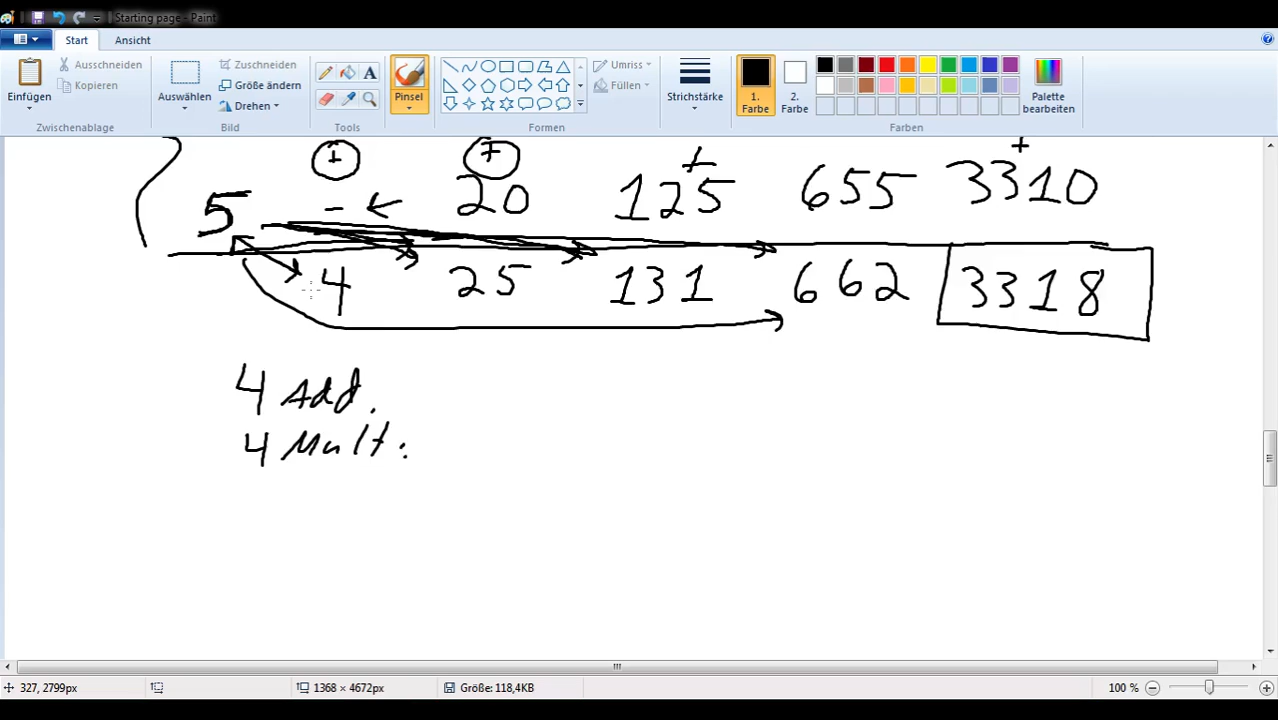 Starting page - Paint
Start Ansicht
Einfügen
Ausschneiden
Kopieren
Zwischenablage
Auswählen
Zuschneiden
Größe ändern
Drehen
Bild
A
Tools
Pinsel
Formen
Umriss
Füllen
Strichstärke
1. Farbe
2. Farbe
Palette bearbeiten
Farben
+ + + +
5 - 20 125 655 3310
4 25 131 662 3318
4 Add.
4 Mult.
327, 2799px 1368 × 4672px Größe: 118,4KB 100 %